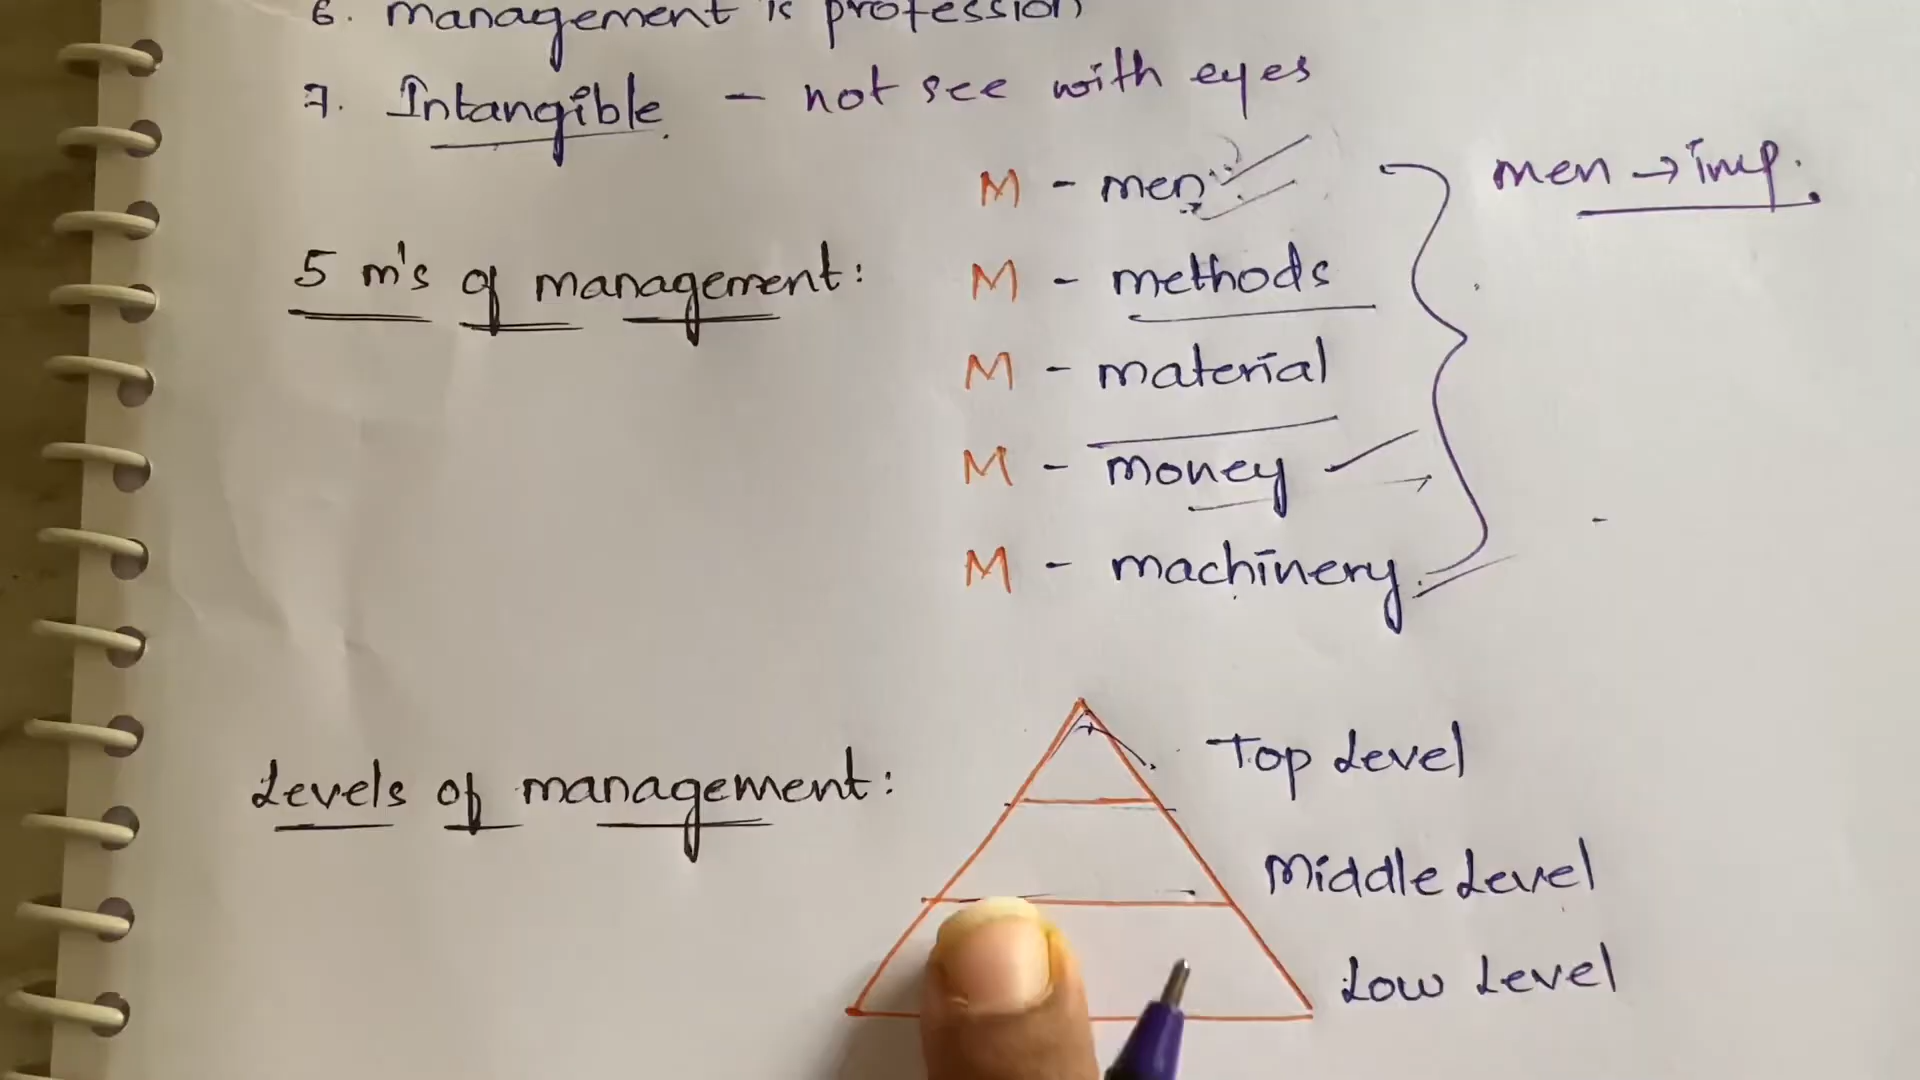 6. management is profession
7. Intangible - not see with eyes
M - men
men → imp.
5 m's of management:
M - methods
M - material
M - money
M - machinery
Levels of management:
Top Level
Middle Level
Low Level